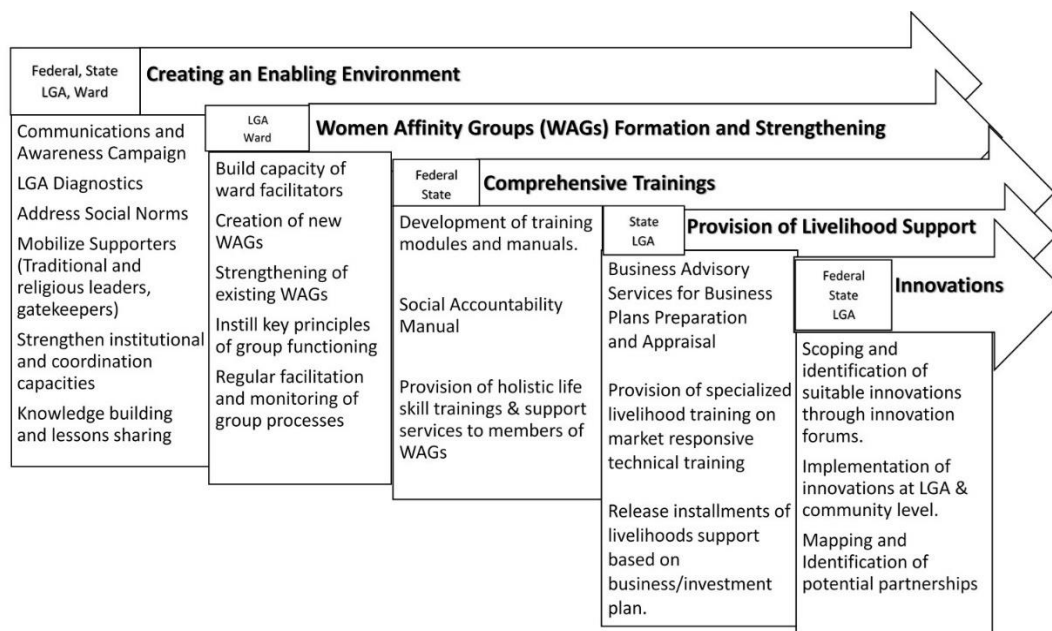 Federal, State
LGA, Ward
Creating an Enabling Environment
Communications and
Awareness Campaign
LGA Diagnostics
Address Social Norms
Mobilize Supporters
(Traditional and
religious leaders,
gatekeepers)
Strengthen institutional
and coordination
capacities
Knowledge building
and lessons sharing
LGA
Ward
Women Affinity Groups (WAGs) Formation and Strengthening
Build capacity of
ward facilitators
Creation of new
WAGs
Strengthening of
existing WAGs
Instill key principles
of group functioning
Regular facilitation
and monitoring of
group processes
Federal
State
Comprehensive Trainings
Development of training
modules and manuals.
Social Accountability
Manual
Provision of holistic life
skill trainings & support
services to members of
WAGs
State
LGA
Provision of Livelihood Support
Business Advisory
Services for Business
Plans Preparation
and Appraisal
Provision of specialized
livelihood training on
market responsive
technical training
Release installments of
livelihoods support
based on
business/investment
plan.
Federal
State
LGA
Innovations
Scoping and
identification of
suitable innovations
through innovation
forums.
Implementation of
innovations at LGA &
community level.
Mapping and
Identification of
potential partnerships